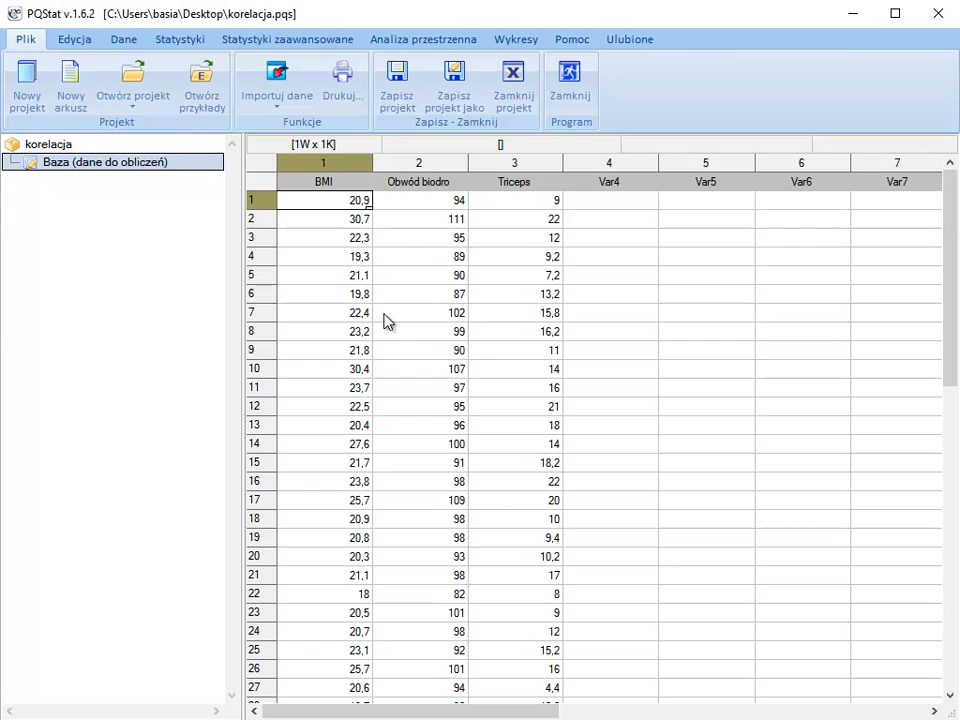 PQStat v.1.6.2 [C:\Users\basia\Desktop\korelacja.pqs]
Plik Edycja Dane Statystyki Statystyki zaawansowane Analiza przestrzenna Wykresy Pomoc Ulubione
Nowy projekt Nowy arkusz Otwórz projekt Otwórz przykłady Importuj dane Drukuj... Zapisz projekt Zapisz projekt jako Zamknij projekt Zamknij
Projekt Funkcje Zapisz - Zamknij Program
korelacja [1W x 1K] []
Baza (dane do obliczeń) 1 2 3 4 5 6 7
BMI Obwód biodro Triceps Var4 Var5 Var6 Var7
1 20,9 94 9
2 30,7 111 22
3 22,3 95 12
4 19,3 89 9,2
5 21,1 90 7,2
6 19,8 87 13,2
7 22,4 102 15,8
8 23,2 99 16,2
9 21,8 90 11
10 30,4 107 14
11 23,7 97 16
12 22,5 95 21
13 20,4 96 18
14 27,6 100 14
15 21,7 91 18,2
16 23,8 98 22
17 25,7 109 20
18 20,9 98 10
19 20,8 98 9,4
20 20,3 93 10,2
21 21,1 98 17
22 18 82 8
23 20,5 101 9
24 20,7 98 12
25 23,1 92 15,2
26 25,7 101 16
27 20,6 94 4,4